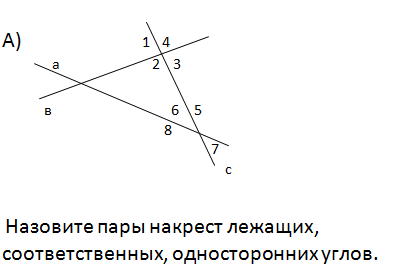 А)
1 4
а
2 3
в
6 5
8
7
с
Назовите пары накрест лежащих,
соответственных, односторонних углов.